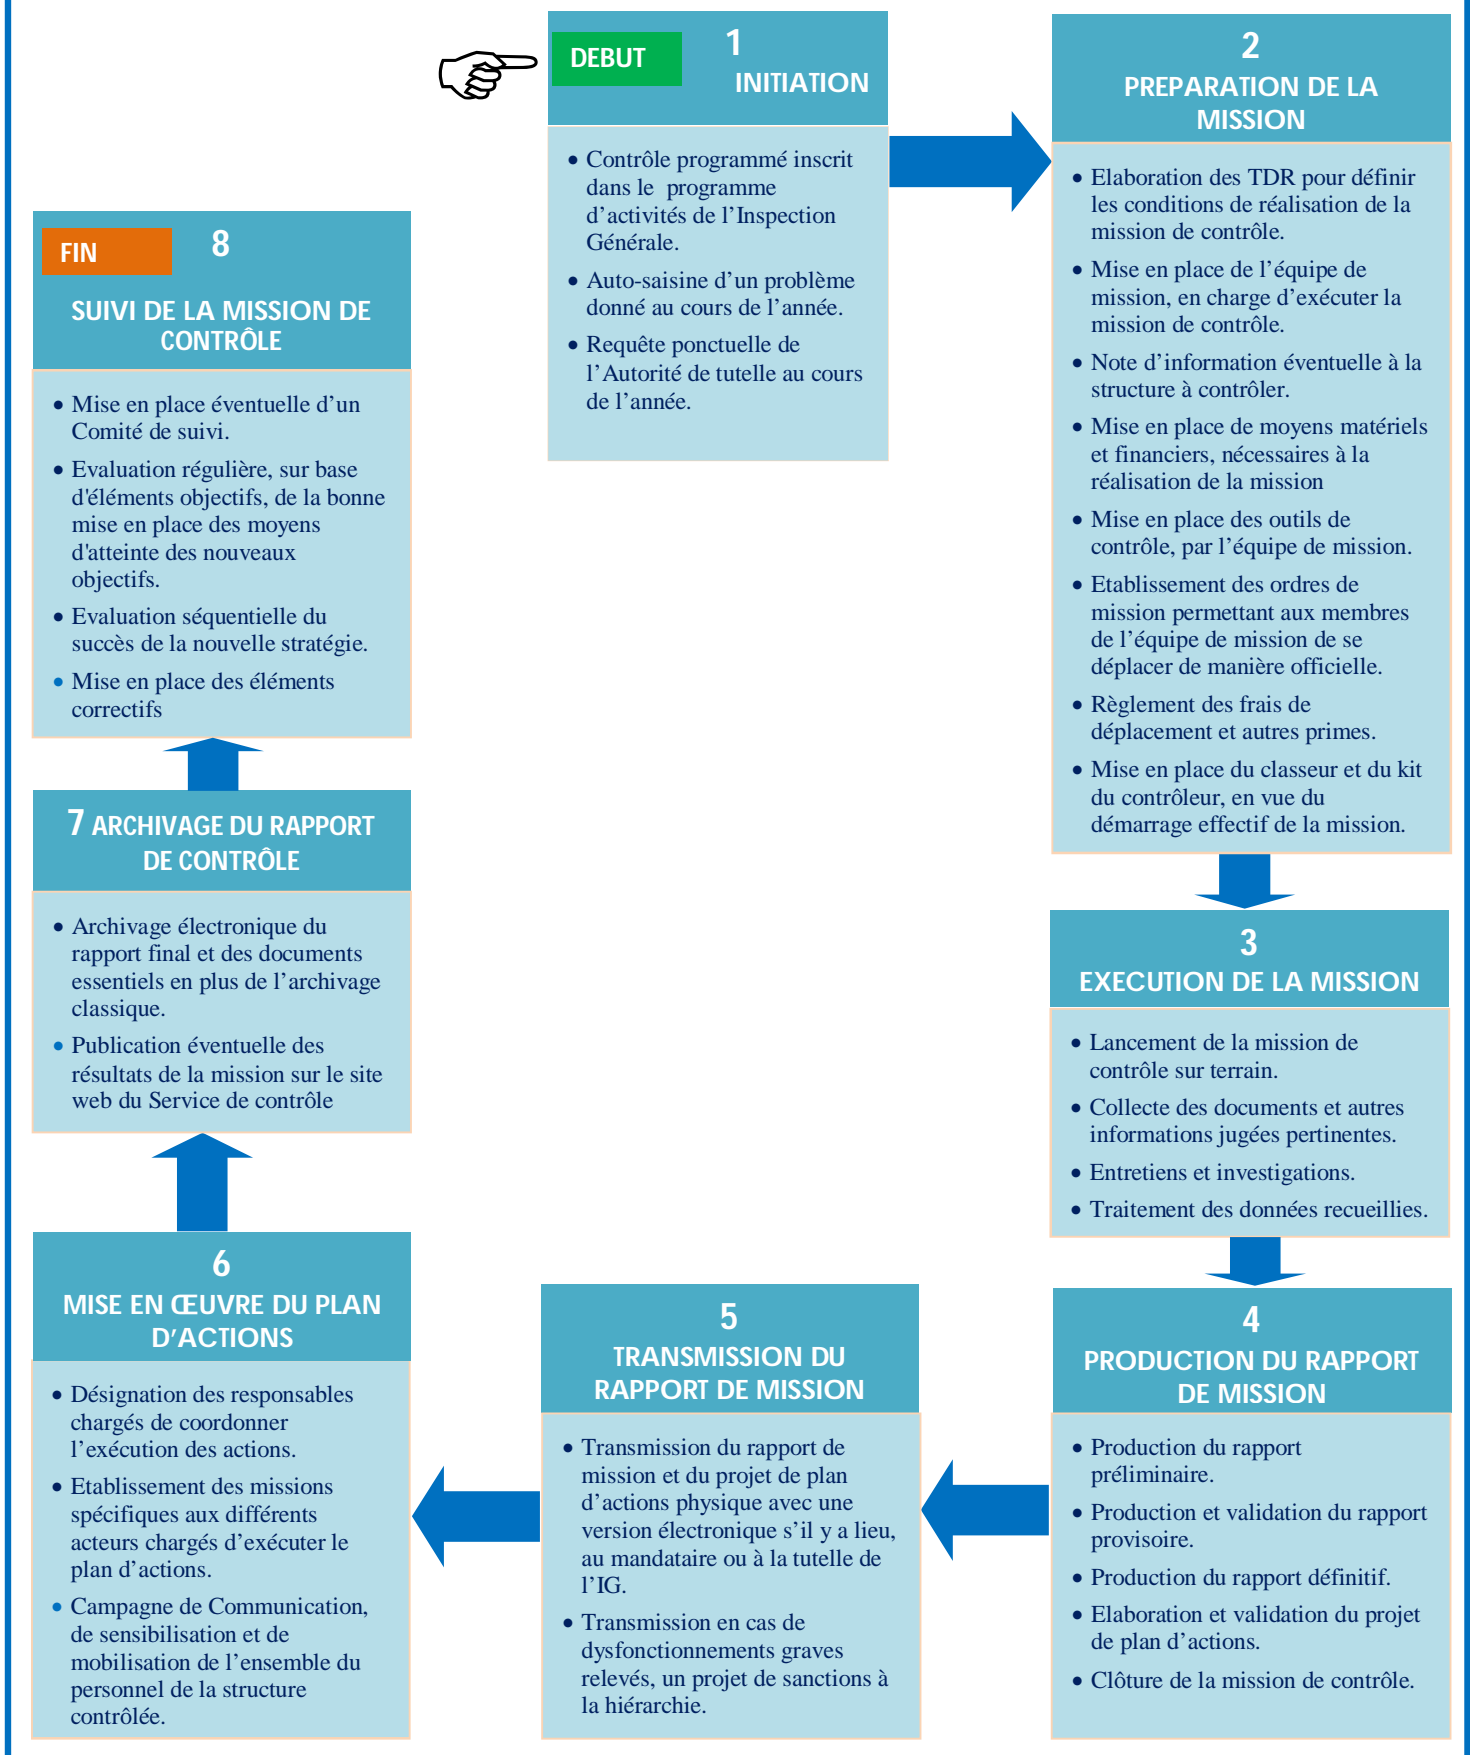 DEBUT
1
INITIATION
• Contrôle programmé inscrit
dans le programme
d’activités de l’Inspection
Générale.
• Auto-saisine d’un problème
donné au cours de l’année.
• Requête ponctuelle de
l’Autorité de tutelle au cours
de l’année.
2
PREPARATION DE LA
MISSION
• Elaboration des TDR pour définir
les conditions de réalisation de la
mission de contrôle.
• Mise en place de l’équipe de
mission, en charge d’exécuter la
mission de contrôle.
• Note d’information éventuelle à la
structure à contrôler.
• Mise en place de moyens matériels
et financiers, nécessaires à la
réalisation de la mission
• Mise en place des outils de
contrôle, par l’équipe de mission.
• Etablissement des ordres de
mission permettant aux membres
de l’équipe de mission de se
déplacer de manière officielle.
• Règlement des frais de
déplacement et autres primes.
• Mise en place du classeur et du kit
du contrôleur, en vue du
démarrage effectif de la mission.
3
EXECUTION DE LA MISSION
• Lancement de la mission de
contrôle sur terrain.
• Collecte des documents et autres
informations jugées pertinentes.
• Entretiens et investigations.
• Traitement des données recueillies.
4
PRODUCTION DU RAPPORT
DE MISSION
• Production du rapport
préliminaire.
• Production et validation du rapport
provisoire.
• Production du rapport définitif.
• Elaboration et validation du projet
de plan d’actions.
• Clôture de la mission de contrôle.
5
TRANSMISSION DU
RAPPORT DE MISSION
• Transmission du rapport de
mission et du projet de plan
d’actions physique avec une
version électronique s’il y a lieu,
au mandataire ou à la tutelle de
l’IG.
• Transmission en cas de
dysfonctionnements graves
relevés, un projet de sanctions à
la hiérarchie.
6
MISE EN ŒUVRE DU PLAN
D’ACTIONS
• Désignation des responsables
chargés de coordonner
l’exécution des actions.
• Etablissement des missions
spécifiques aux différents
acteurs chargés d’exécuter le
plan d’actions.
• Campagne de Communication,
de sensibilisation et de
mobilisation de l’ensemble du
personnel de la structure
contrôlée.
7 ARCHIVAGE DU RAPPORT
DE CONTRÔLE
• Archivage électronique du
rapport final et des documents
essentiels en plus de l’archivage
classique.
• Publication éventuelle des
résultats de la mission sur le site
web du Service de contrôle
FIN
8
SUIVI DE LA MISSION DE
CONTRÔLE
• Mise en place éventuelle d’un
Comité de suivi.
• Evaluation régulière, sur base
d'éléments objectifs, de la bonne
mise en place des moyens
d'atteinte des nouveaux
objectifs.
• Evaluation séquentielle du
succès de la nouvelle stratégie.
• Mise en place des éléments
correctifs